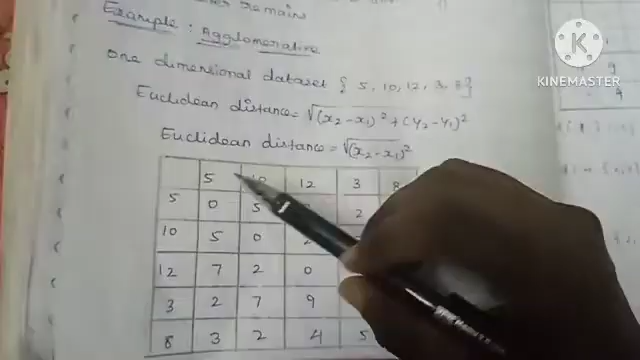 remains
Example : Agglomerative
One dimensional dataset { 5, 10, 12, 3, 8}
Euclidean distance = √(x2 - x1)² + (y2 - y1)²
Euclidean distance = √(x2 - x1)²
5 12 3 8
5 0 5 2
10 5 0 2
12 7 2 0
3 2 7 9
8 3 2 4 5
KINEMASTER